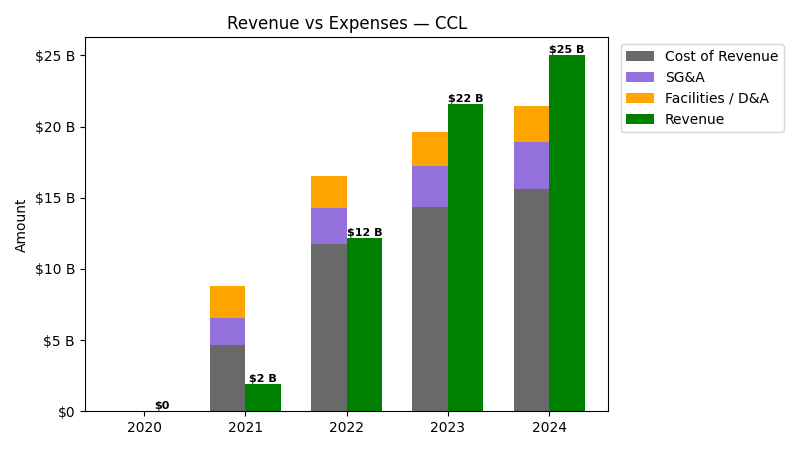 Revenue vs Expenses — CCL
Cost of Revenue
SG&A
Facilities / D&A
Revenue
Amount
$25 B
$20 B
$15 B
$10 B
$5 B
$0
$0
$2 B
$12 B
$22 B
$25 B
2020
2021
2022
2023
2024